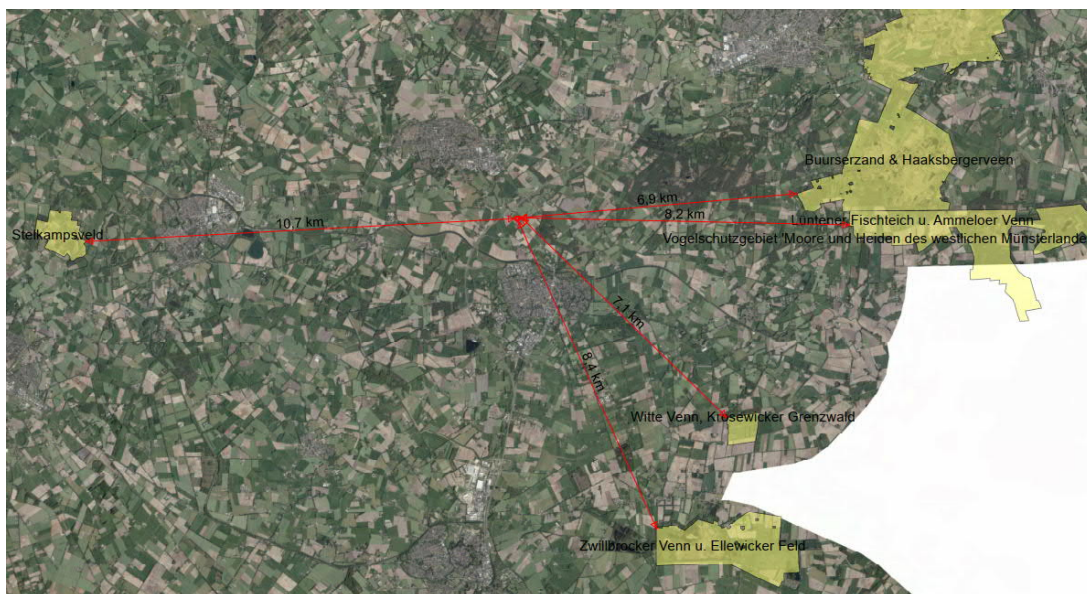 Buurserzand & Haaksbergerveen
6,9 km
8,2 km
10,7 km
Lüntener Fischteich u. Ammeloer Venn
Stelkampsveld
Vogelschutzgebiet 'Moore und Heiden des westlichen Münsterlande
7,1 km
8,4 km
Witte Venn, Krosewicker Grenzwald
Zwillbrocker Venn u. Ellewicker Feld